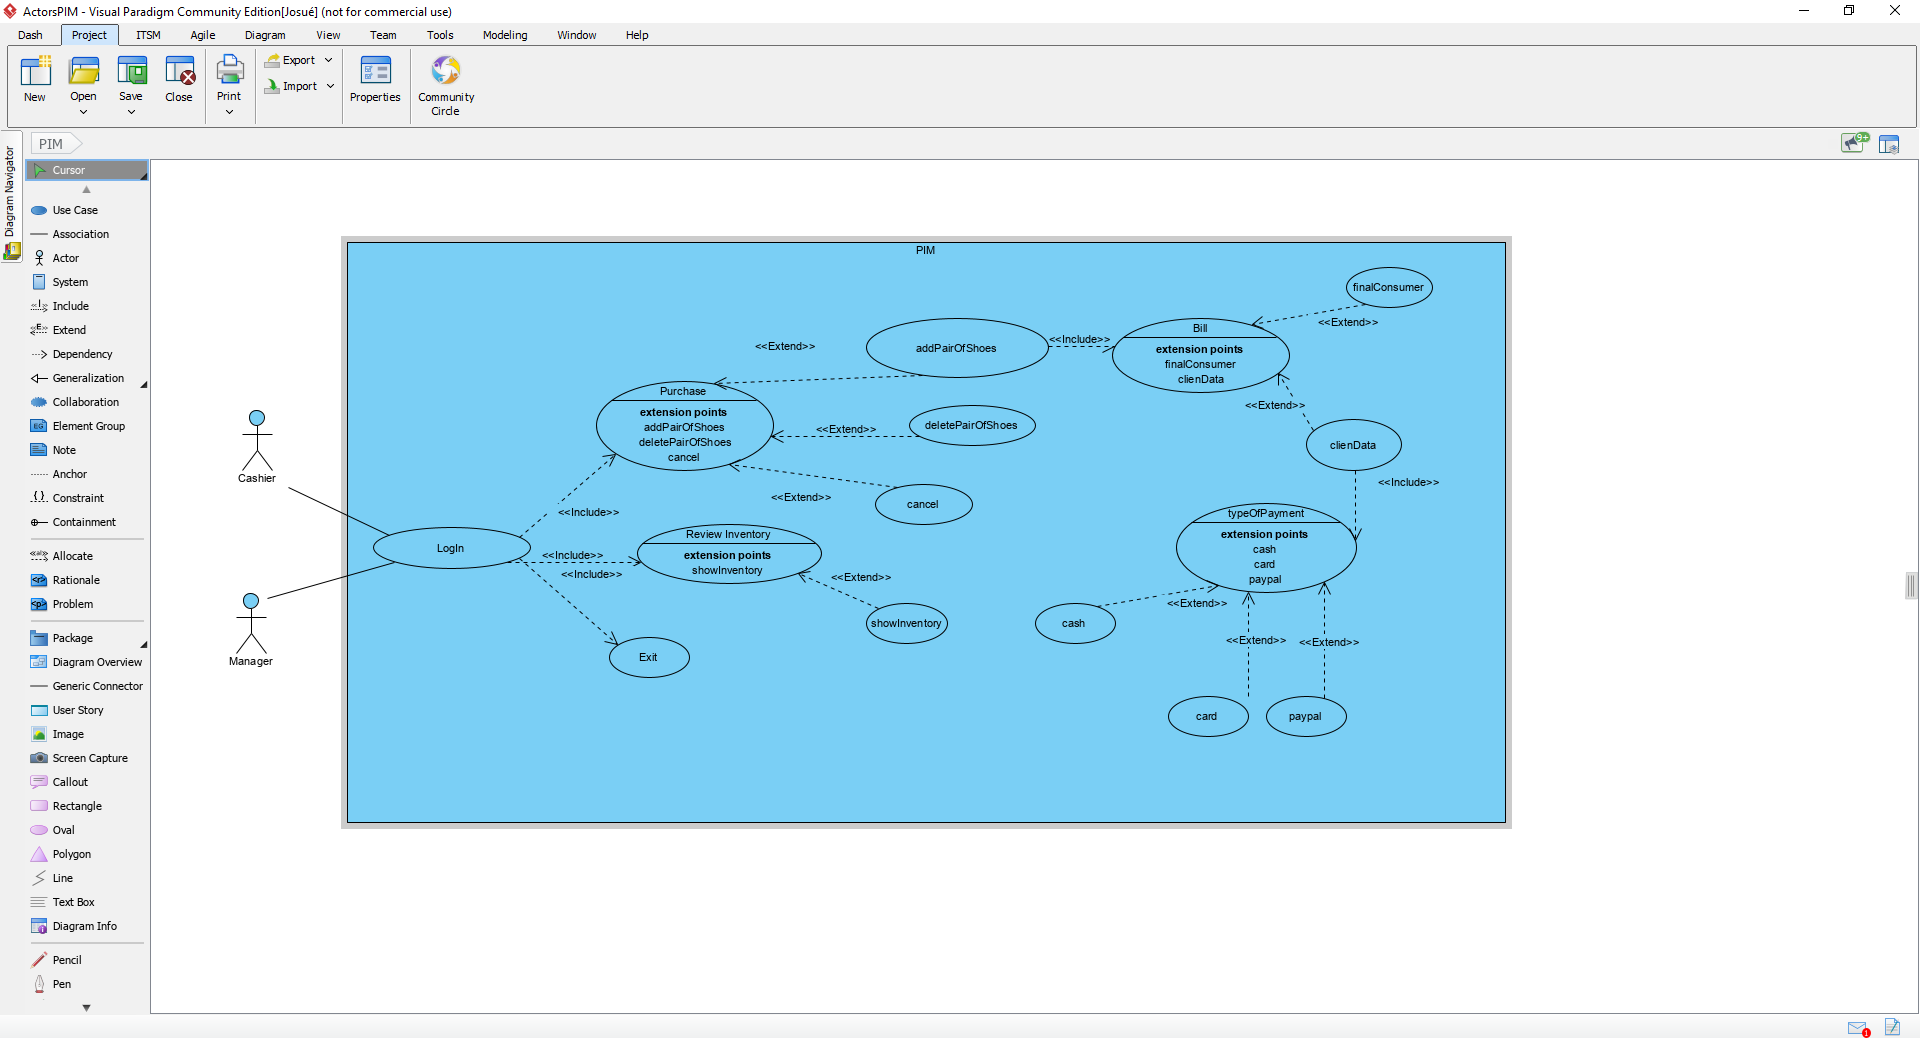 ActorsPIM - Visual Paradigm Community Edition[Josué] (not for commercial use)
Dash Project ITSM Agile Diagram View Team Tools Modeling Window Help
New Open Save Close Print Export Import Properties Community Circle
Diagram Navigator
PIM
9+
Cursor
Use Case
Association
Actor
System
Include
Extend
Dependency
Generalization
Collaboration
Element Group
Note
Anchor
Constraint
Containment
Allocate
Rationale
Problem
Package
Diagram Overview
Generic Connector
User Story
Image
Screen Capture
Callout
Rectangle
Oval
Polygon
Line
Text Box
Diagram Info
Pencil
Pen
PIM
finalConsumer
<<Extend>>
Bill
extension points
finalConsumer
clienData
<<Include>>
addPairOfShoes
<<Extend>>
Purchase
extension points
addPairOfShoes
deletePairOfShoes
cancel
<<Extend>>
deletePairOfShoes
<<Extend>>
clienData
<<Include>>
<<Extend>>
cancel
Cashier
<<Include>>
LogIn
<<Include>>
<<Include>>
Review Inventory
extension points
showInventory
<<Extend>>
showInventory
Exit
Manager
typeOfPayment
extension points
cash
card
paypal
<<Extend>>
cash
<<Extend>>
<<Extend>>
card
paypal
1